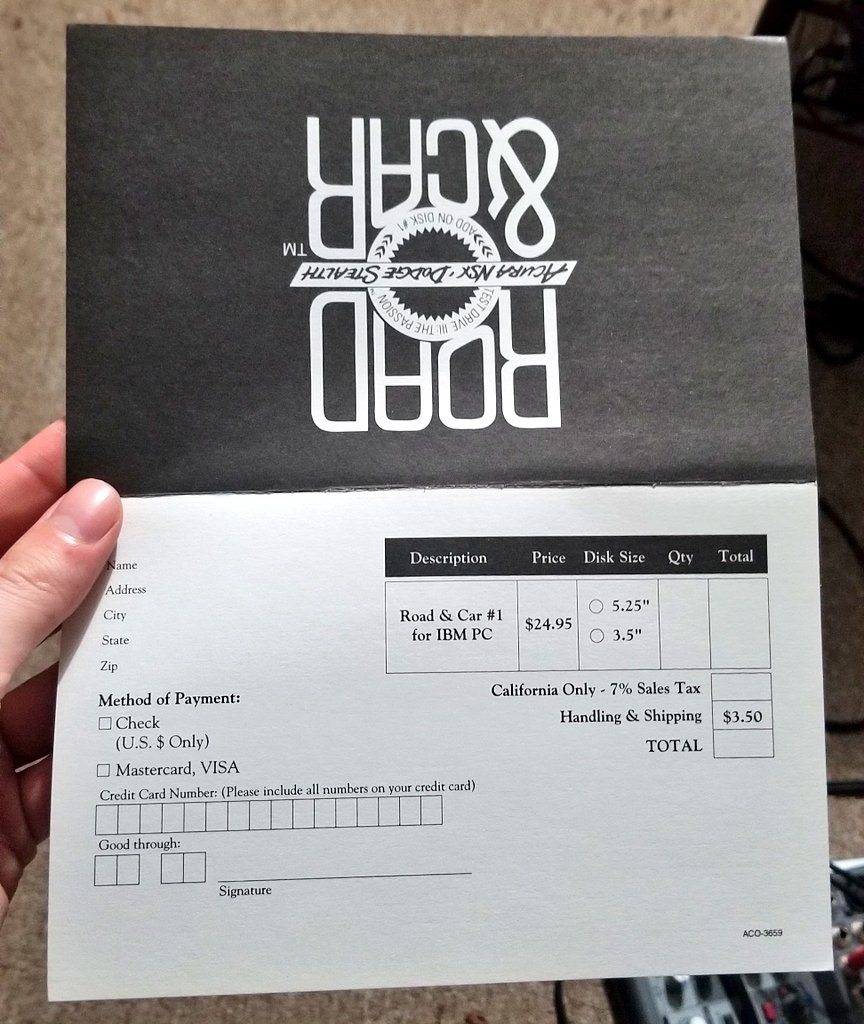 ROAD
& CAR™
TEST DRIVE III: THE PASSION™
ACURA NSX, DODGE STEALTH
ADD-ON DISK #1
Name
Address
City
State
Zip
Description Price Disk Size Qty Total
Road & Car #1
for IBM PC
$24.95
5.25"
3.5"
California Only - 7% Sales Tax
Handling & Shipping $3.50
TOTAL
Method of Payment:
Check
(U.S. $ Only)
Mastercard, VISA
Credit Card Number: (Please include all numbers on your credit card)
Good through:
Signature
ACO-3659